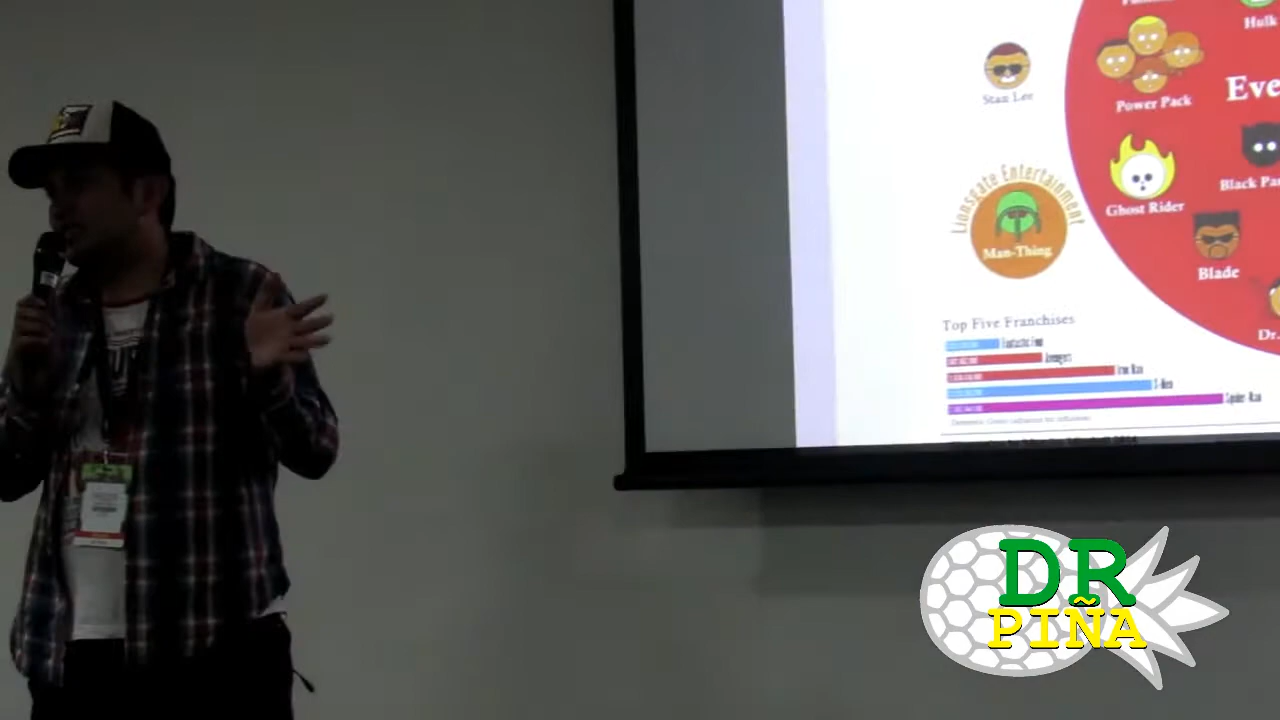 Hulk
Stan Lee
Power Pack
Eve
Black Pan
Ghost Rider
Lionsgate Entertainment
Man-Thing
Blade
Dr.
Top Five Franchises
Fantastic Four
Avengers
Iron Man
X-Men
Spider-Man
DR
PIÑA